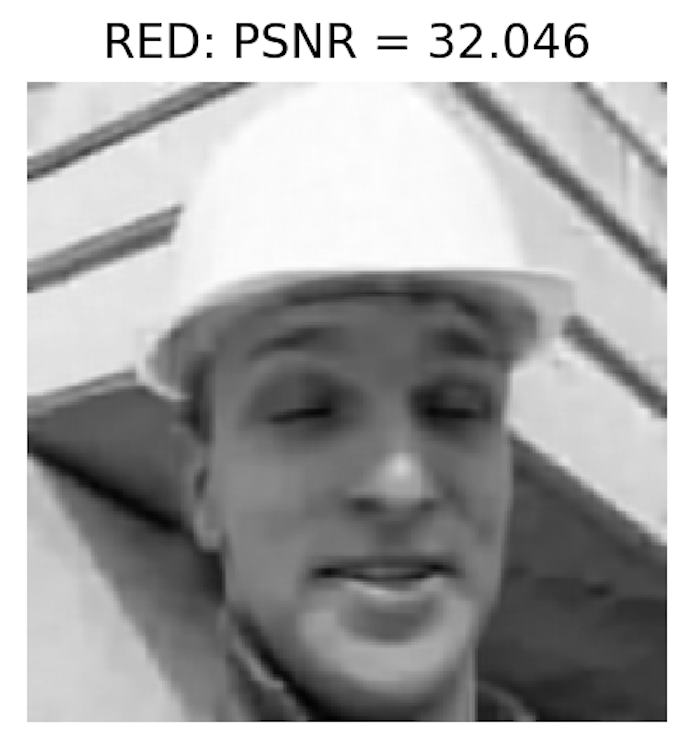 RED: PSNR = 32.046